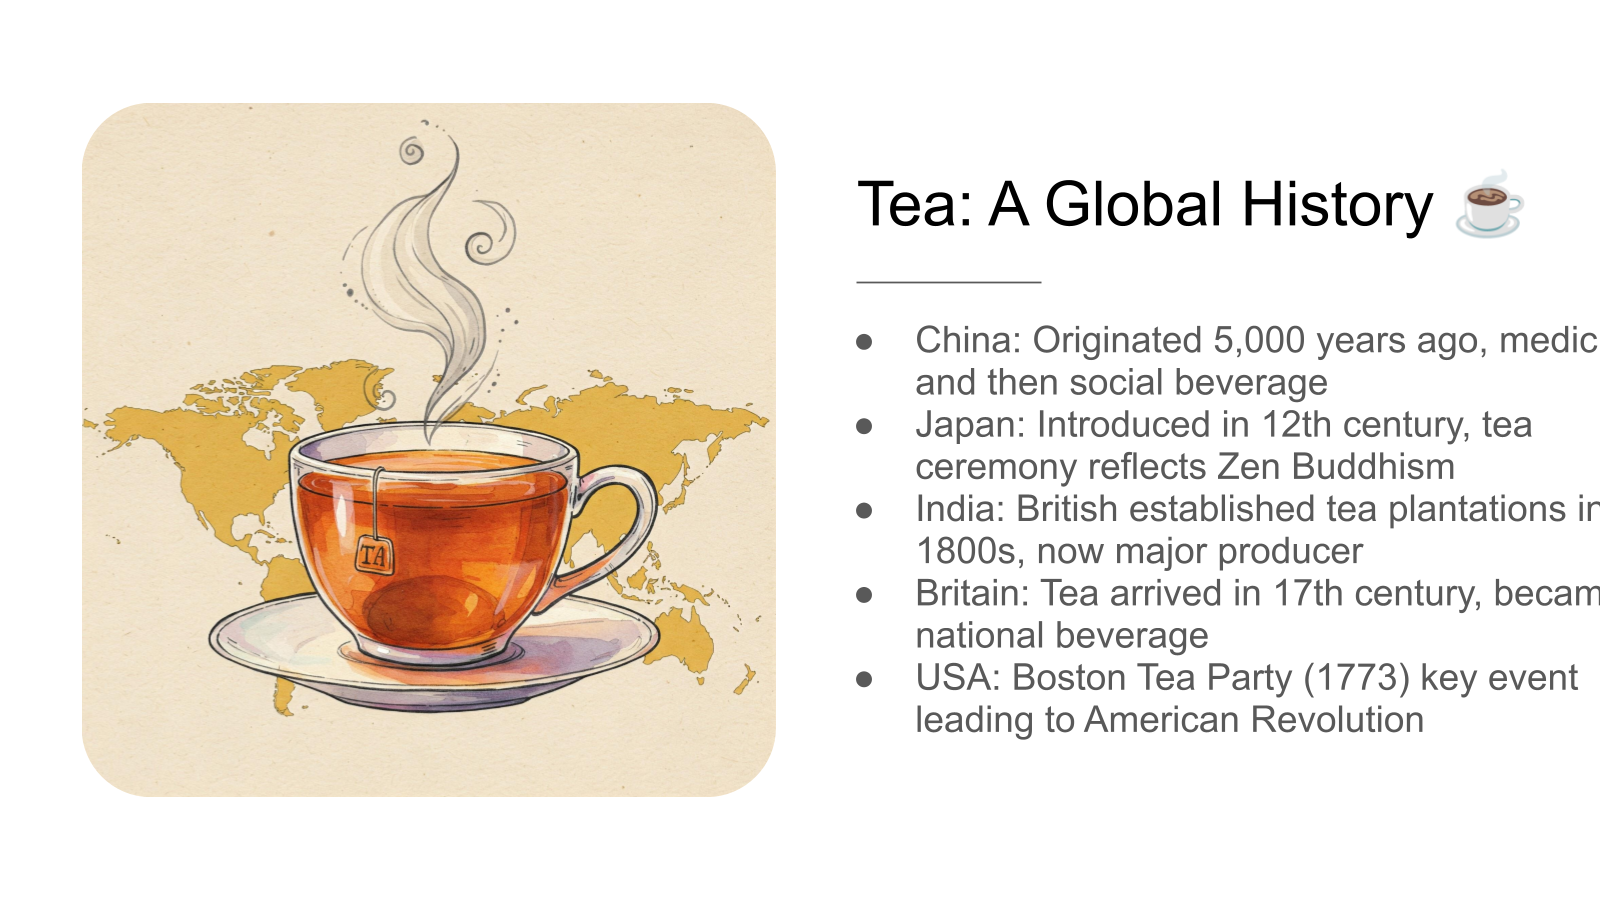 Tea: A Global History ☕
● China: Originated 5,000 years ago, medic
and then social beverage
● Japan: Introduced in 12th century, tea
ceremony reflects Zen Buddhism
● India: British established tea plantations in
1800s, now major producer
● Britain: Tea arrived in 17th century, becam
national beverage
● USA: Boston Tea Party (1773) key event
leading to American Revolution
TA